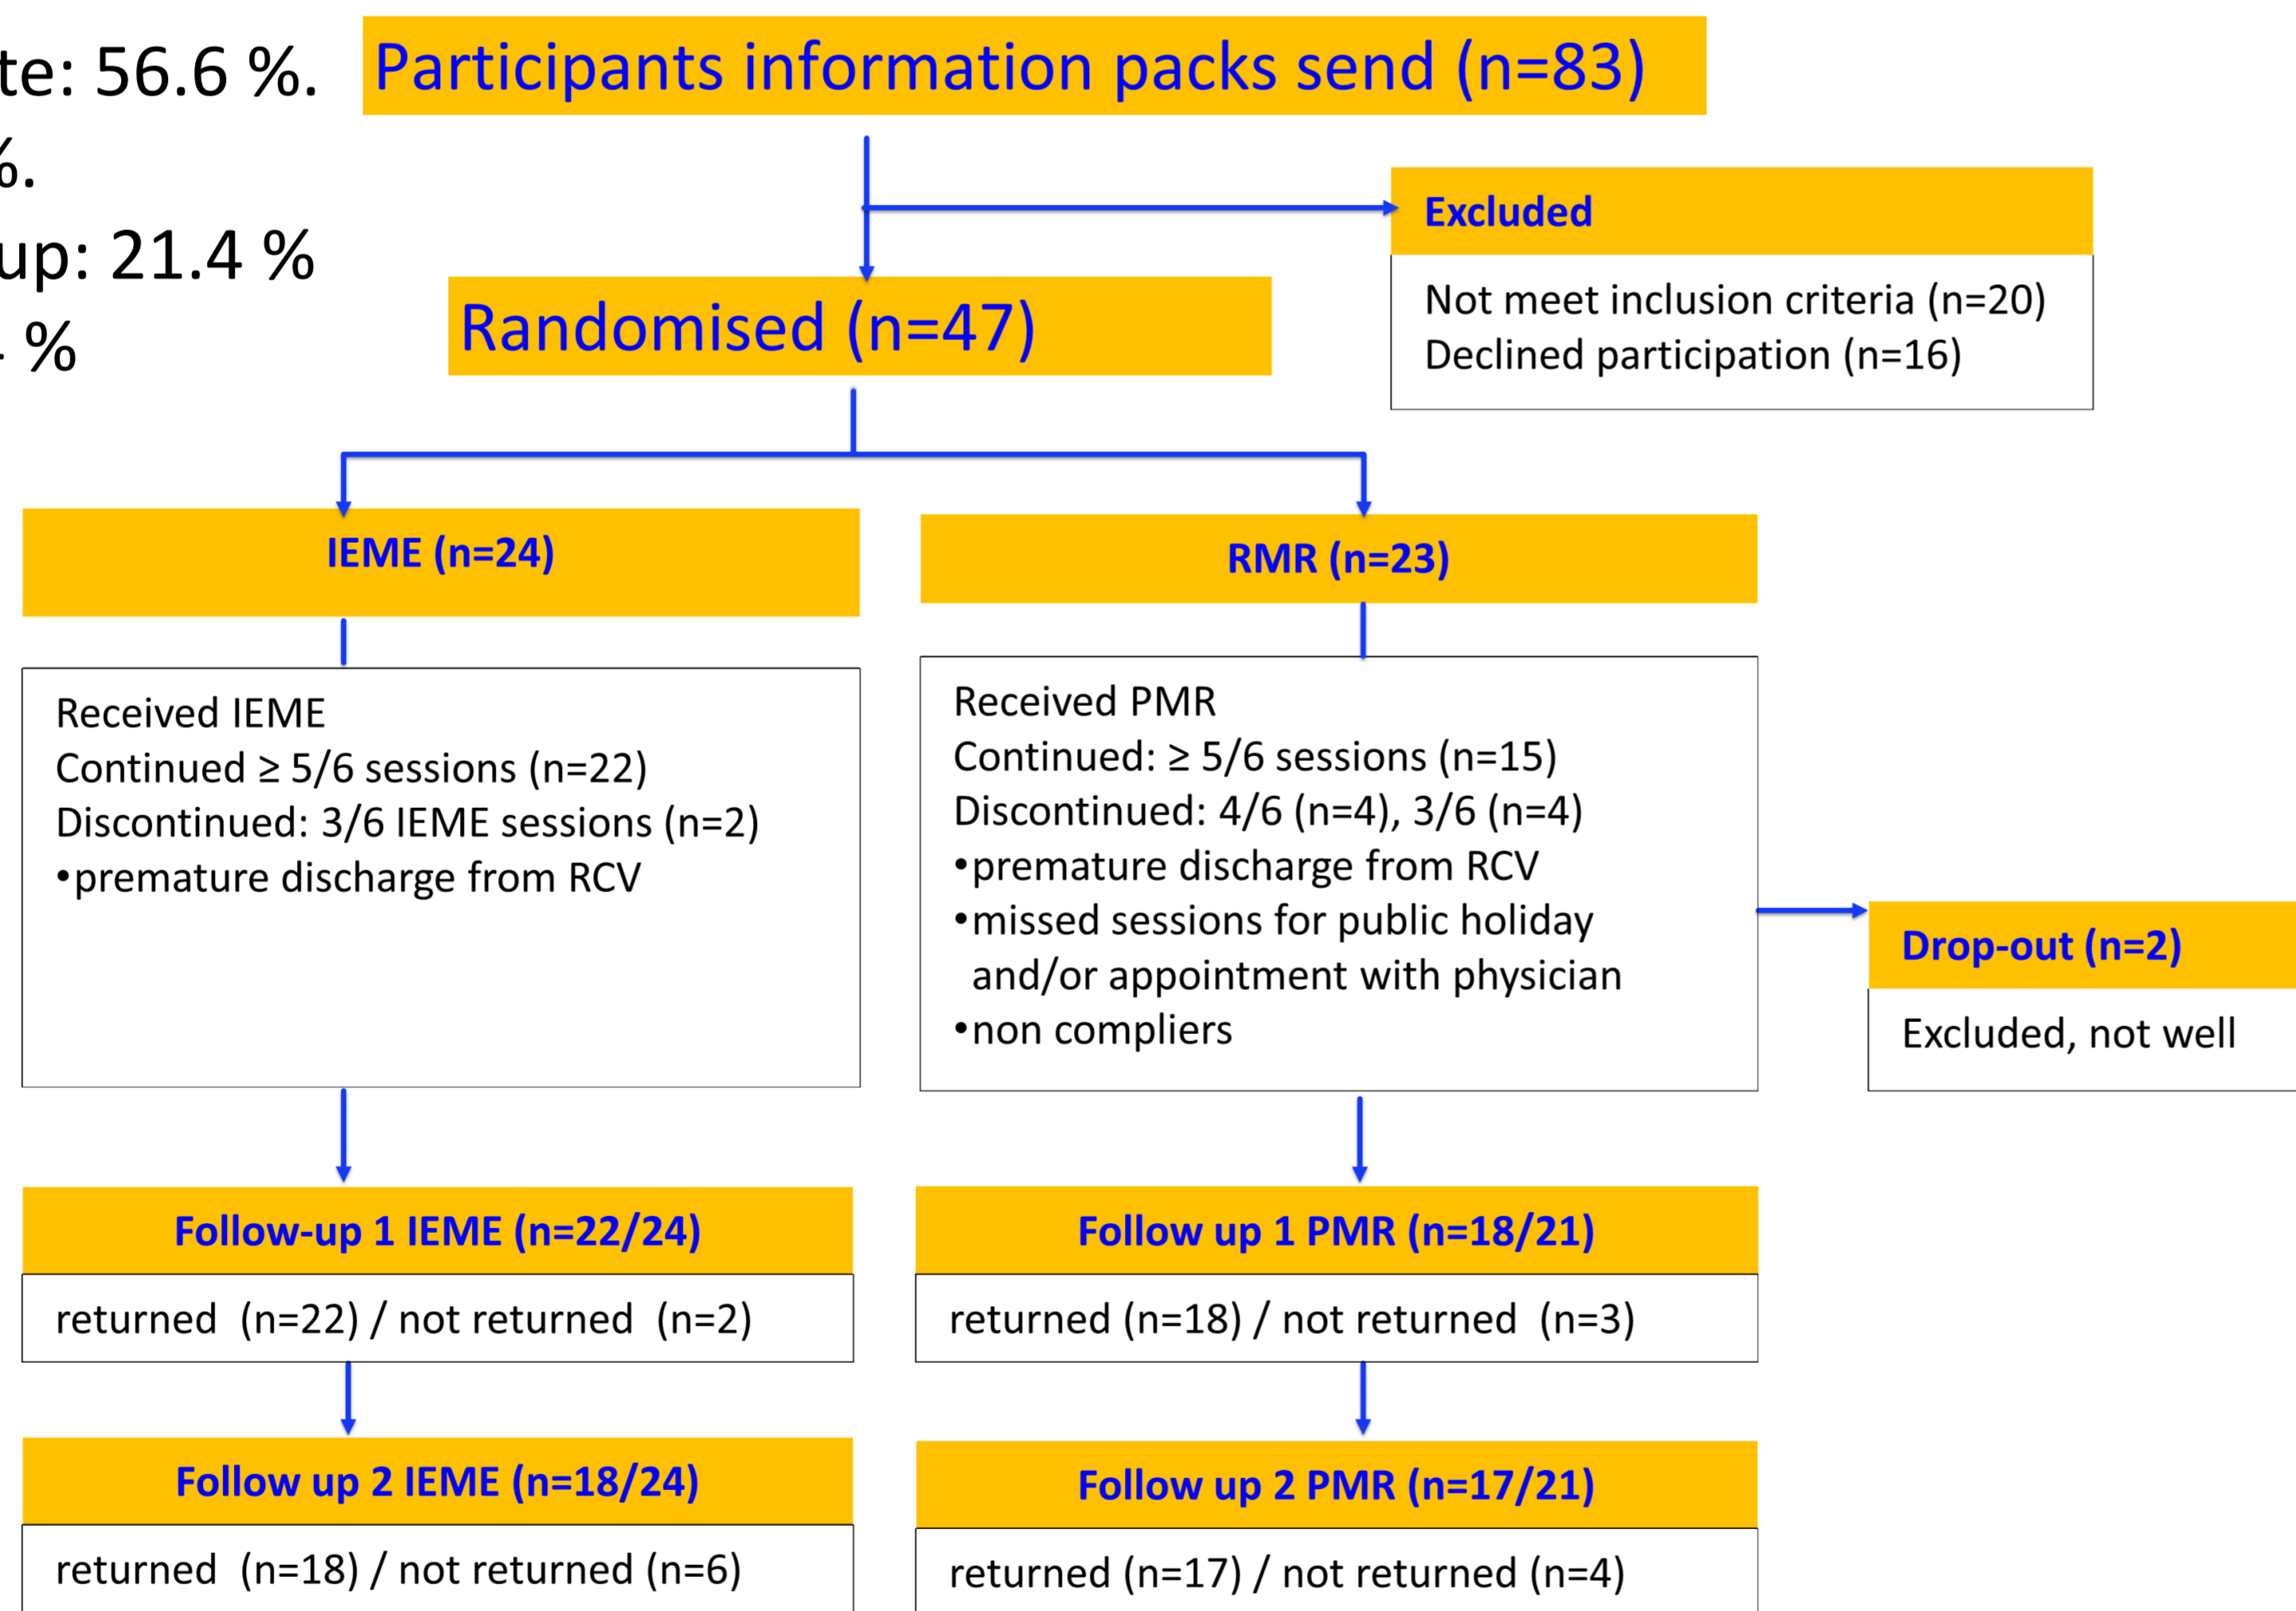 te: 56.6 %.
%.
up: 21.4 %
%
Participants information packs send (n=83)
Excluded
Not meet inclusion criteria (n=20)
Declined participation (n=16)
Randomised (n=47)
IEME (n=24)
RMR (n=23)
Received IEME
Continued ≥ 5/6 sessions (n=22)
Discontinued: 3/6 IEME sessions (n=2)
•premature discharge from RCV
Received PMR
Continued: ≥ 5/6 sessions (n=15)
Discontinued: 4/6 (n=4), 3/6 (n=4)
•premature discharge from RCV
•missed sessions for public holiday
and/or appointment with physician
•non compliers
Drop-out (n=2)
Excluded, not well
Follow-up 1 IEME (n=22/24)
returned (n=22) / not returned (n=2)
Follow up 1 PMR (n=18/21)
returned (n=18) / not returned (n=3)
Follow up 2 IEME (n=18/24)
returned (n=18) / not returned (n=6)
Follow up 2 PMR (n=17/21)
returned (n=17) / not returned (n=4)